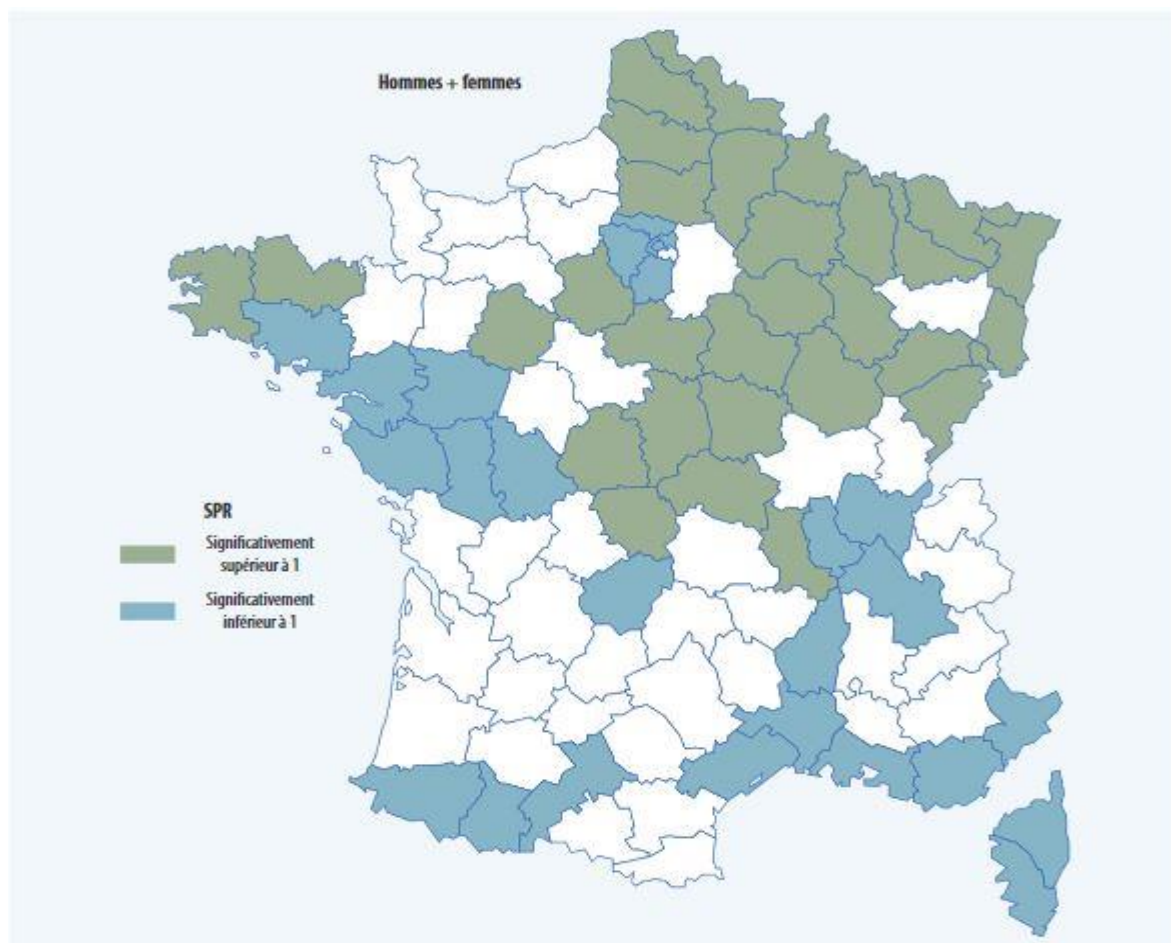 Hommes + femmes
SPR
Significativement
supérieur à 1
Significativement
inférieur à 1